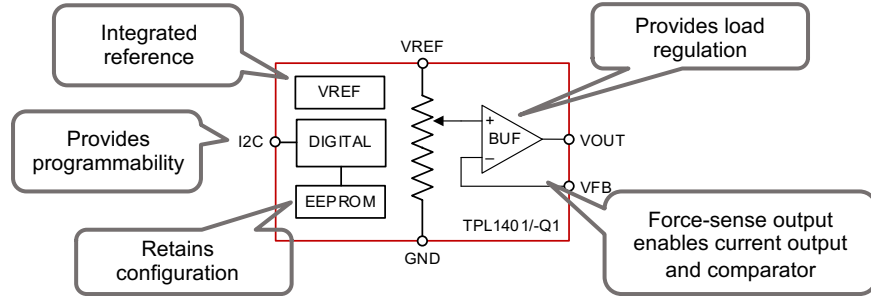 Integrated
reference
Provides load
regulation
VREF
VREF
Provides
programmability
I2C
DIGITAL
+
BUF
−
VOUT
EEPROM
VFB
TPL1401/-Q1
GND
Retains
configuration
Force-sense output
enables current output
and comparator